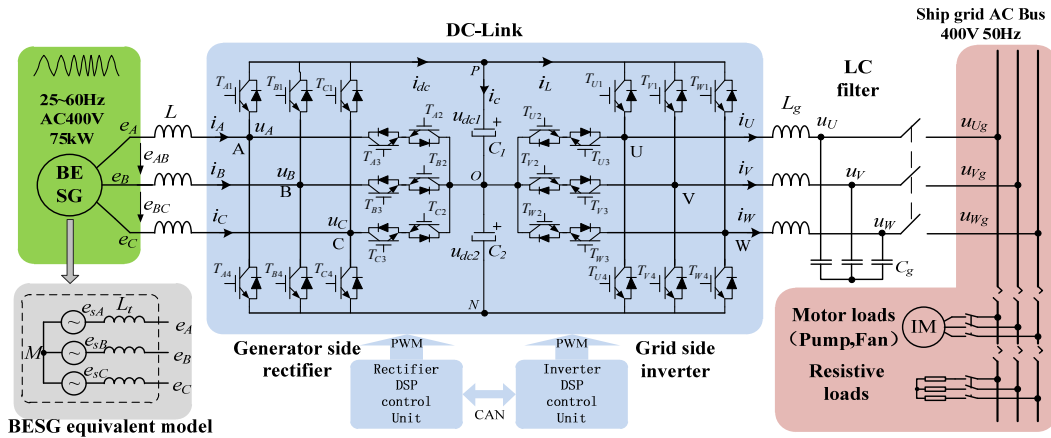 Ship grid AC Bus
400V 50Hz
DC-Link
LC
filter
25~60Hz
AC400V
75kW
BE
SG
e_A
e_B
e_C
e_AB
e_BC
L
i_A
i_B
i_C
u_A
u_B
u_C
A
B
C
T_A1
T_B1
T_C1
T_A2
T_A3
T_B2
T_B3
T_C2
T_C3
T_A4
T_B4
T_C4
i_dc
P
i_c
i_L
u_dc1
C_1
O
u_dc2
C_2
N
T_U1
T_V1
T_W1
T_U2
T_U3
T_V2
T_V3
T_W2
T_W3
T_U4
T_V4
T_W4
U
V
W
i_U
i_V
i_W
L_g
u_U
u_V
u_W
C_g
u_Ug
u_Vg
u_Wg
M
e_sA
e_sB
e_sC
L_t
e_A
e_B
e_C
BESG equivalent model
Generator side
rectifier
PWM
Rectifier
DSP
control
Unit
CAN
PWM
Inverter
DSP
control
Unit
Grid side
inverter
Motor loads
(Pump,Fan)
IM
Resistive
loads